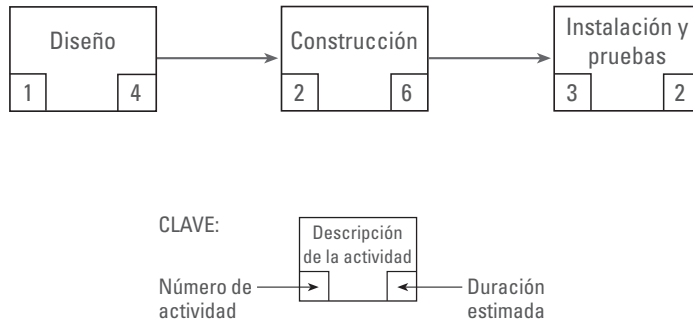 Diseño
1 4
Construcción
2 6
Instalación y
pruebas
3 2
CLAVE:
Descripción
de la actividad
Número de
actividad
Duración
estimada